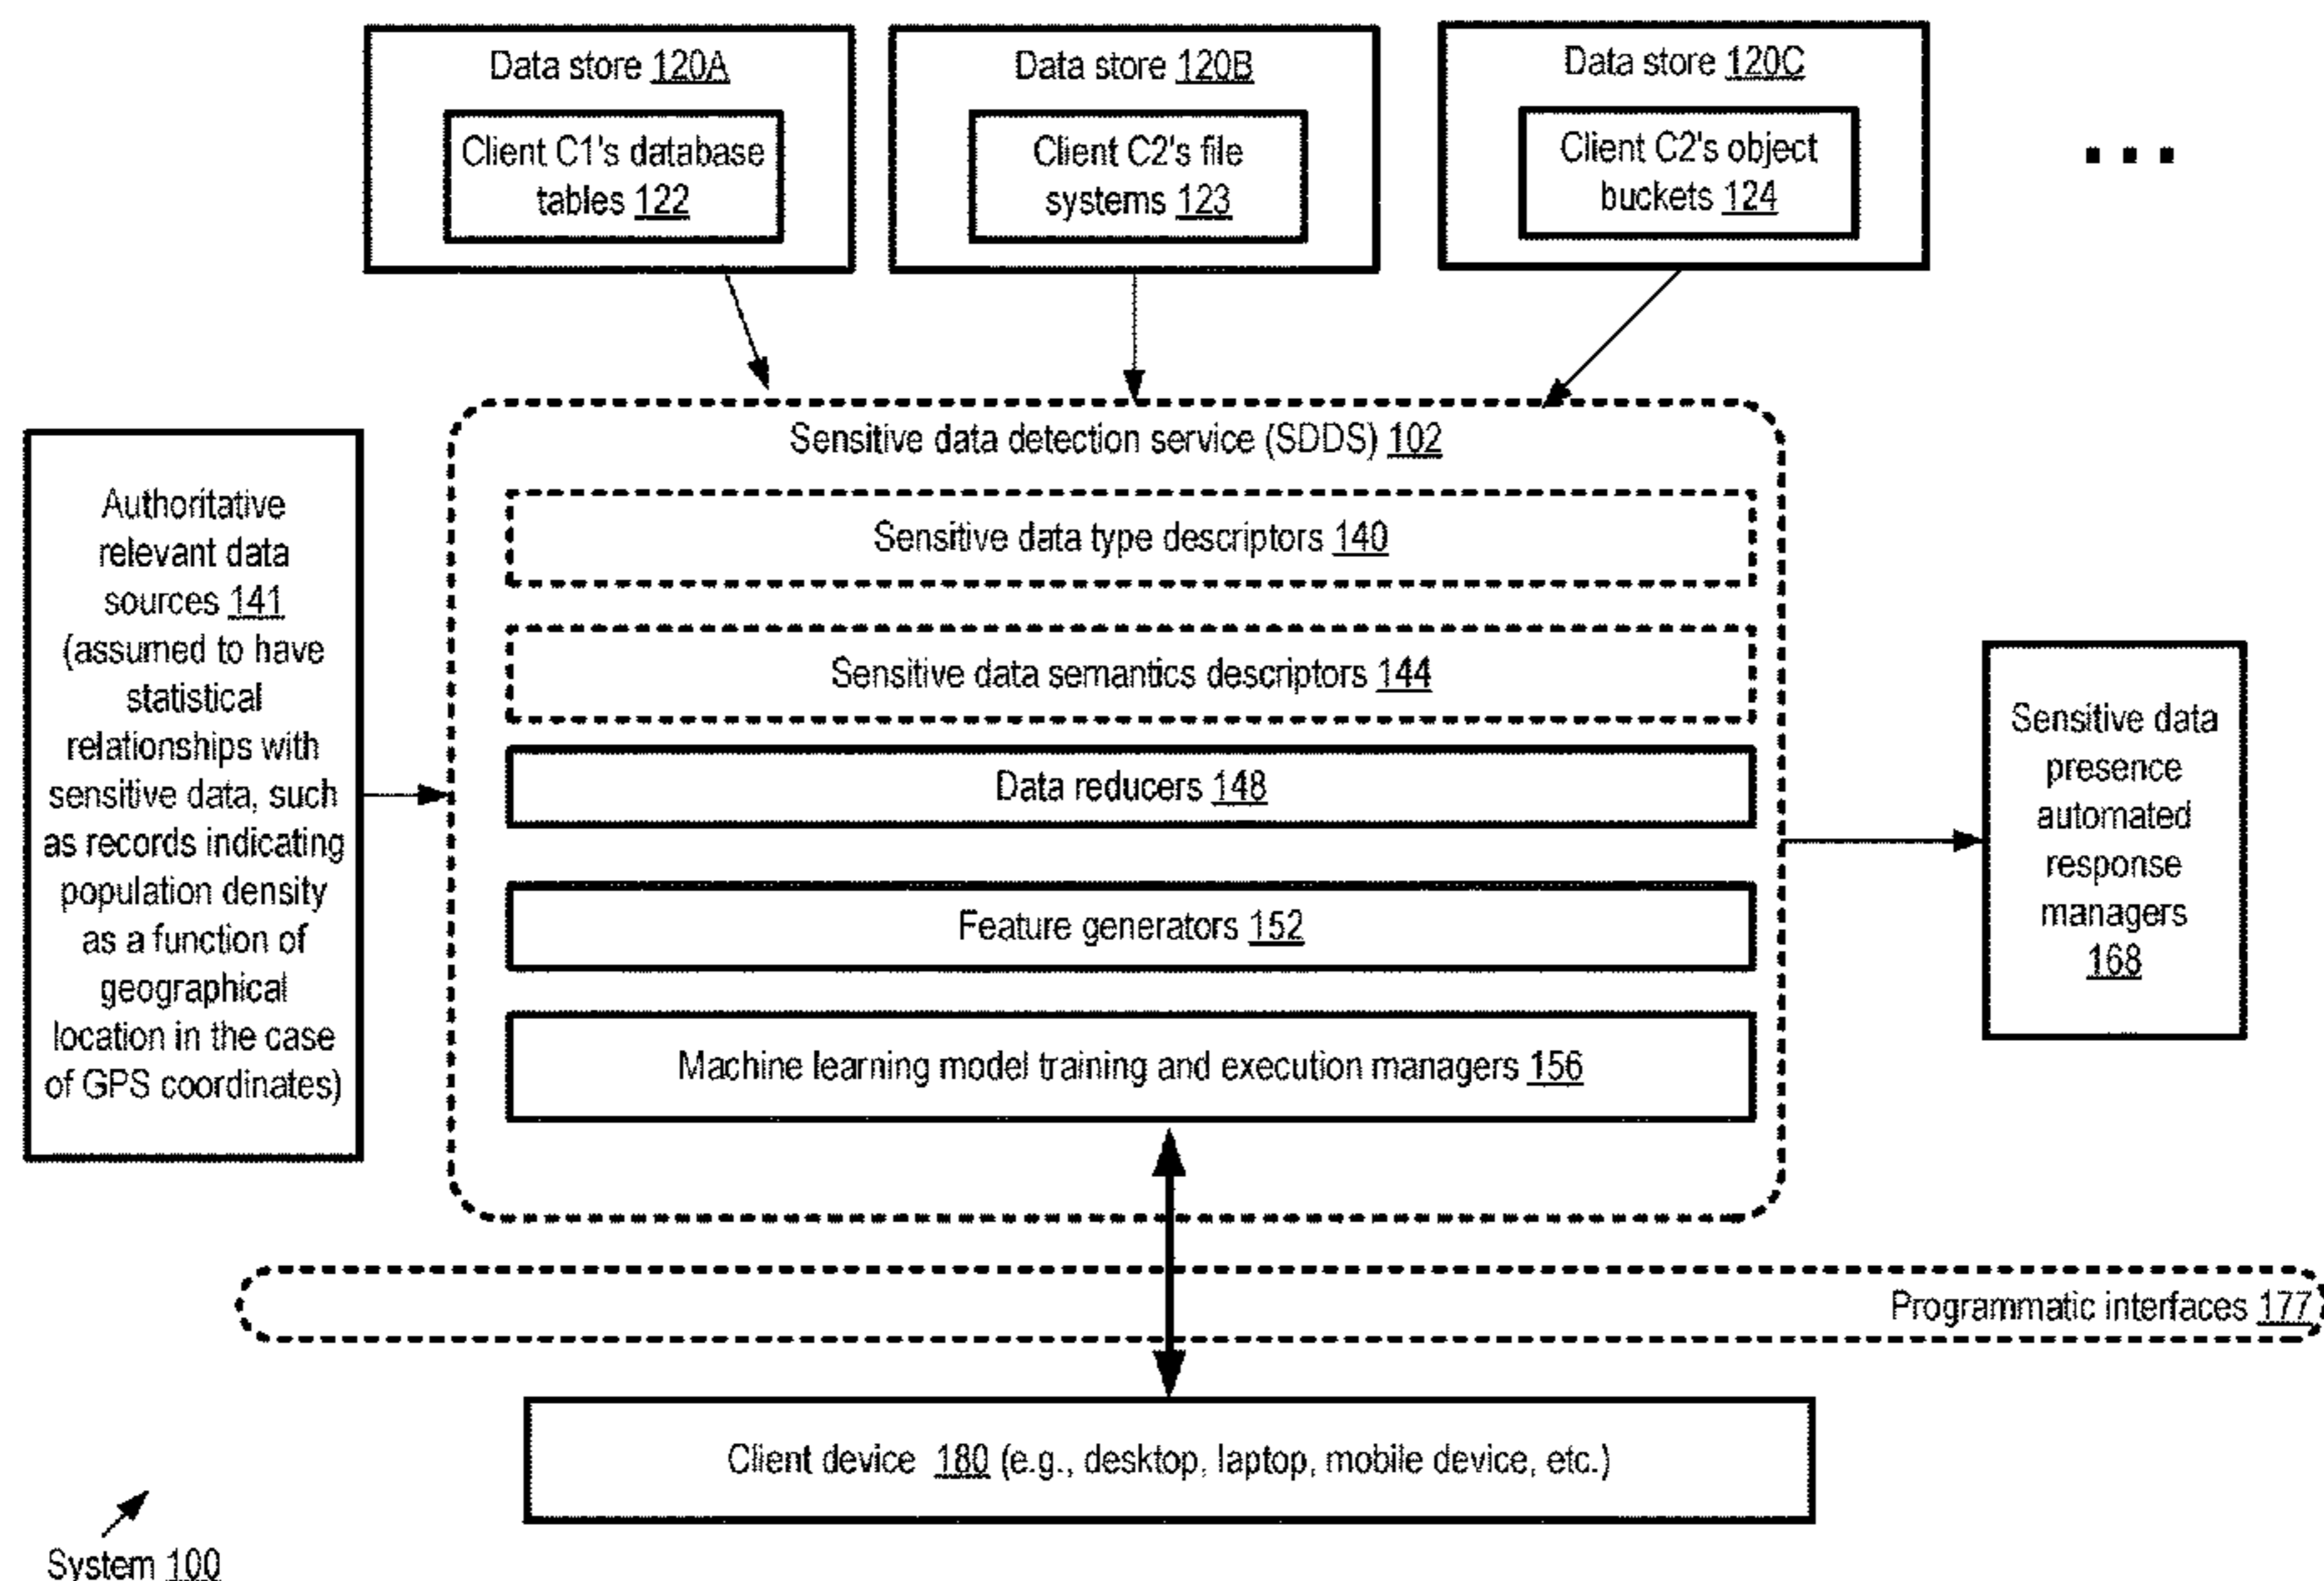 Data store 120A
Client C1's database
tables 122
Data store 120B
Client C2's file
systems 123
Data store 120C
Client C2's object
buckets 124
...
Authoritative
relevant data
sources 141
(assumed to have
statistical
relationships with
sensitive data, such
as records indicating
population density
as a function of
geographical
location in the case
of GPS coordinates)
Sensitive data detection service (SDDS) 102
Sensitive data type descriptors 140
Sensitive data semantics descriptors 144
Data reducers 148
Feature generators 152
Machine learning model training and execution managers 156
Sensitive data
presence
automated
response
managers
168
Programmatic interfaces 177
Client device 180 (e.g., desktop, laptop, mobile device, etc.)
System 100